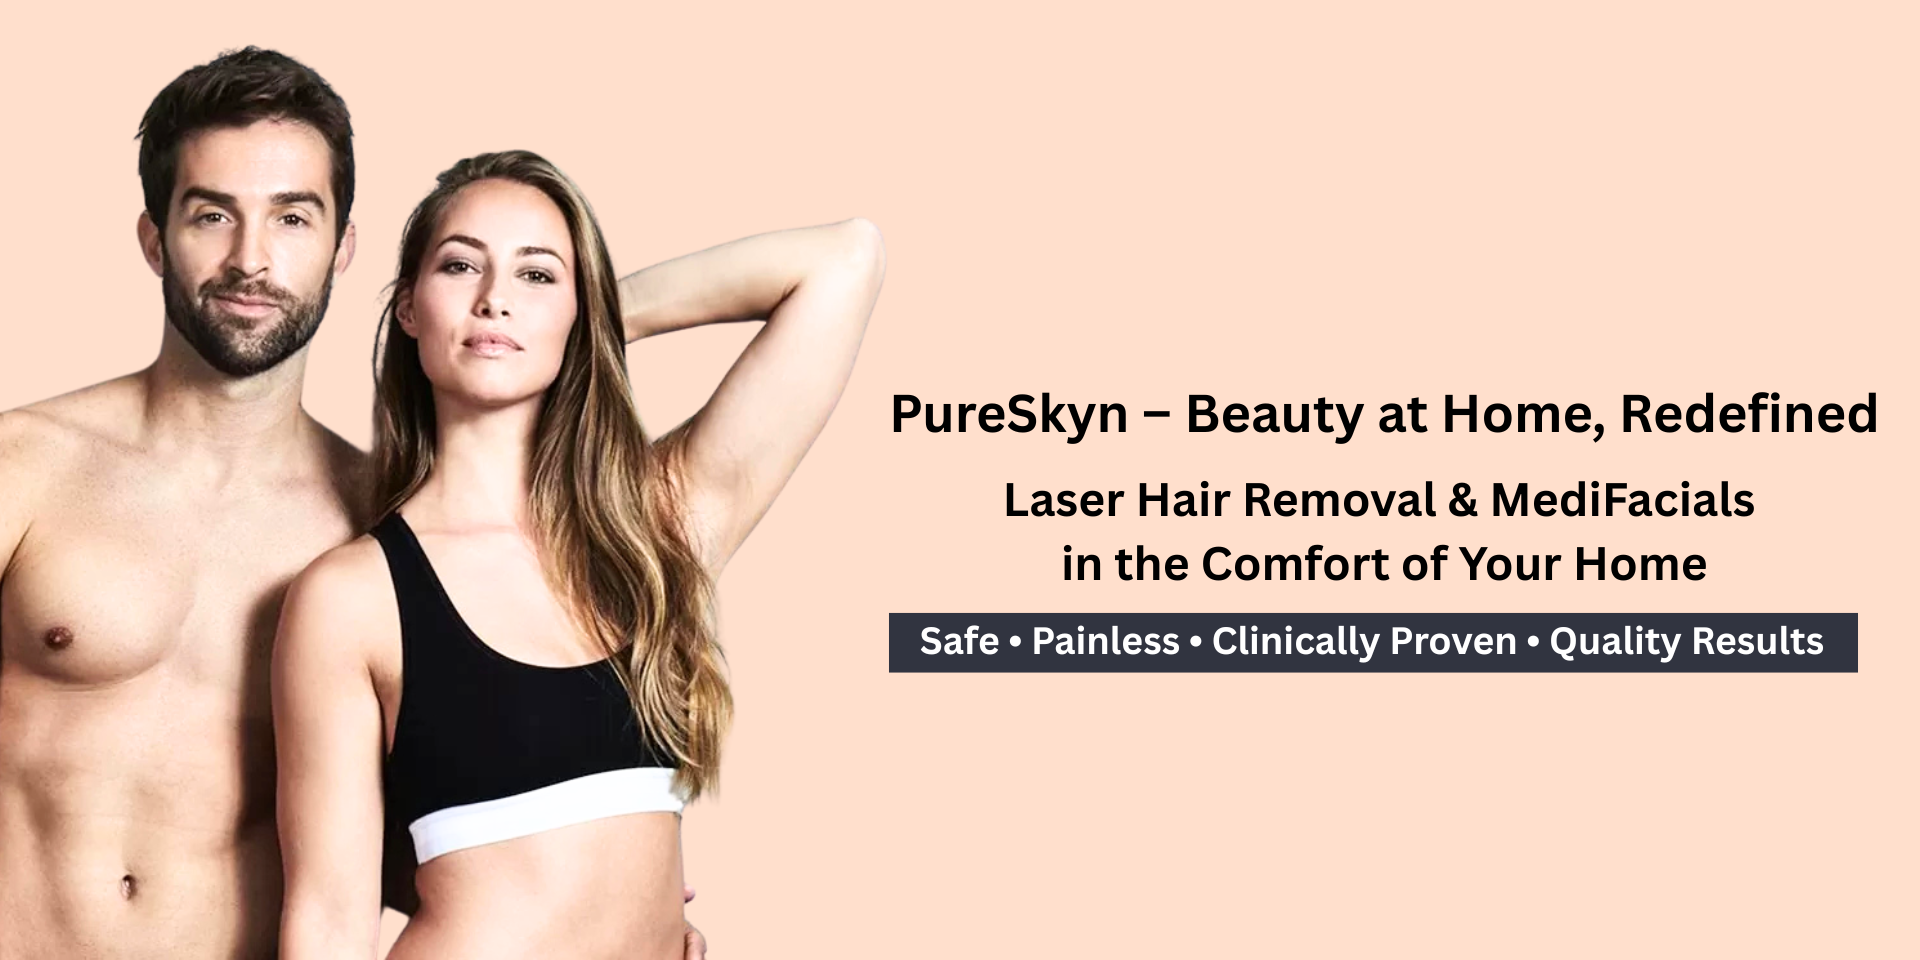 PureSkyn – Beauty at Home, Redefined
Laser Hair Removal & MediFacials
in the Comfort of Your Home
Safe • Painless • Clinically Proven • Quality Results